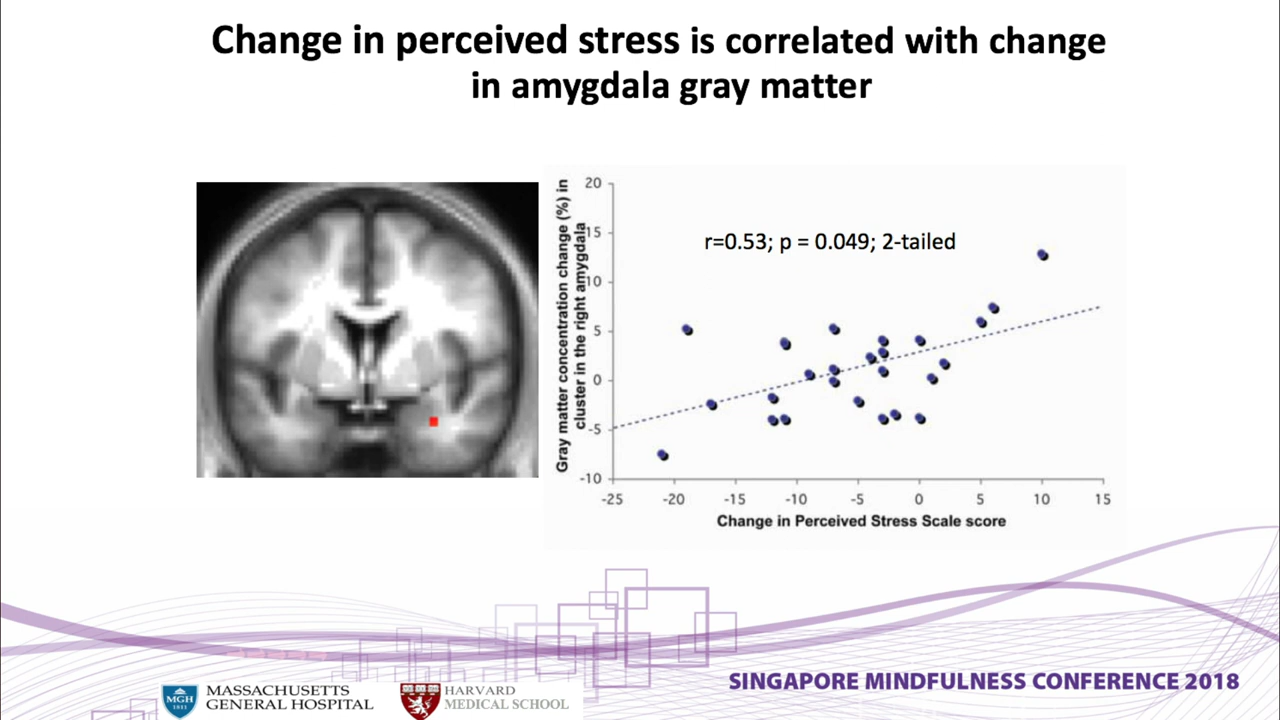 Change in perceived stress is correlated with change
in amygdala gray matter
Gray matter concentration change (%) in
cluster in the right amygdala
20
15
10
5
0
-5
-10
r=0.53; p = 0.049; 2-tailed
-25
-20
-15
-10
-5
0
5
10
15
Change in Perceived Stress Scale score
MGH
1811
MASSACHUSETTS
GENERAL HOSPITAL
HARVARD
MEDICAL SCHOOL
SINGAPORE MINDFULNESS CONFERENCE 2018